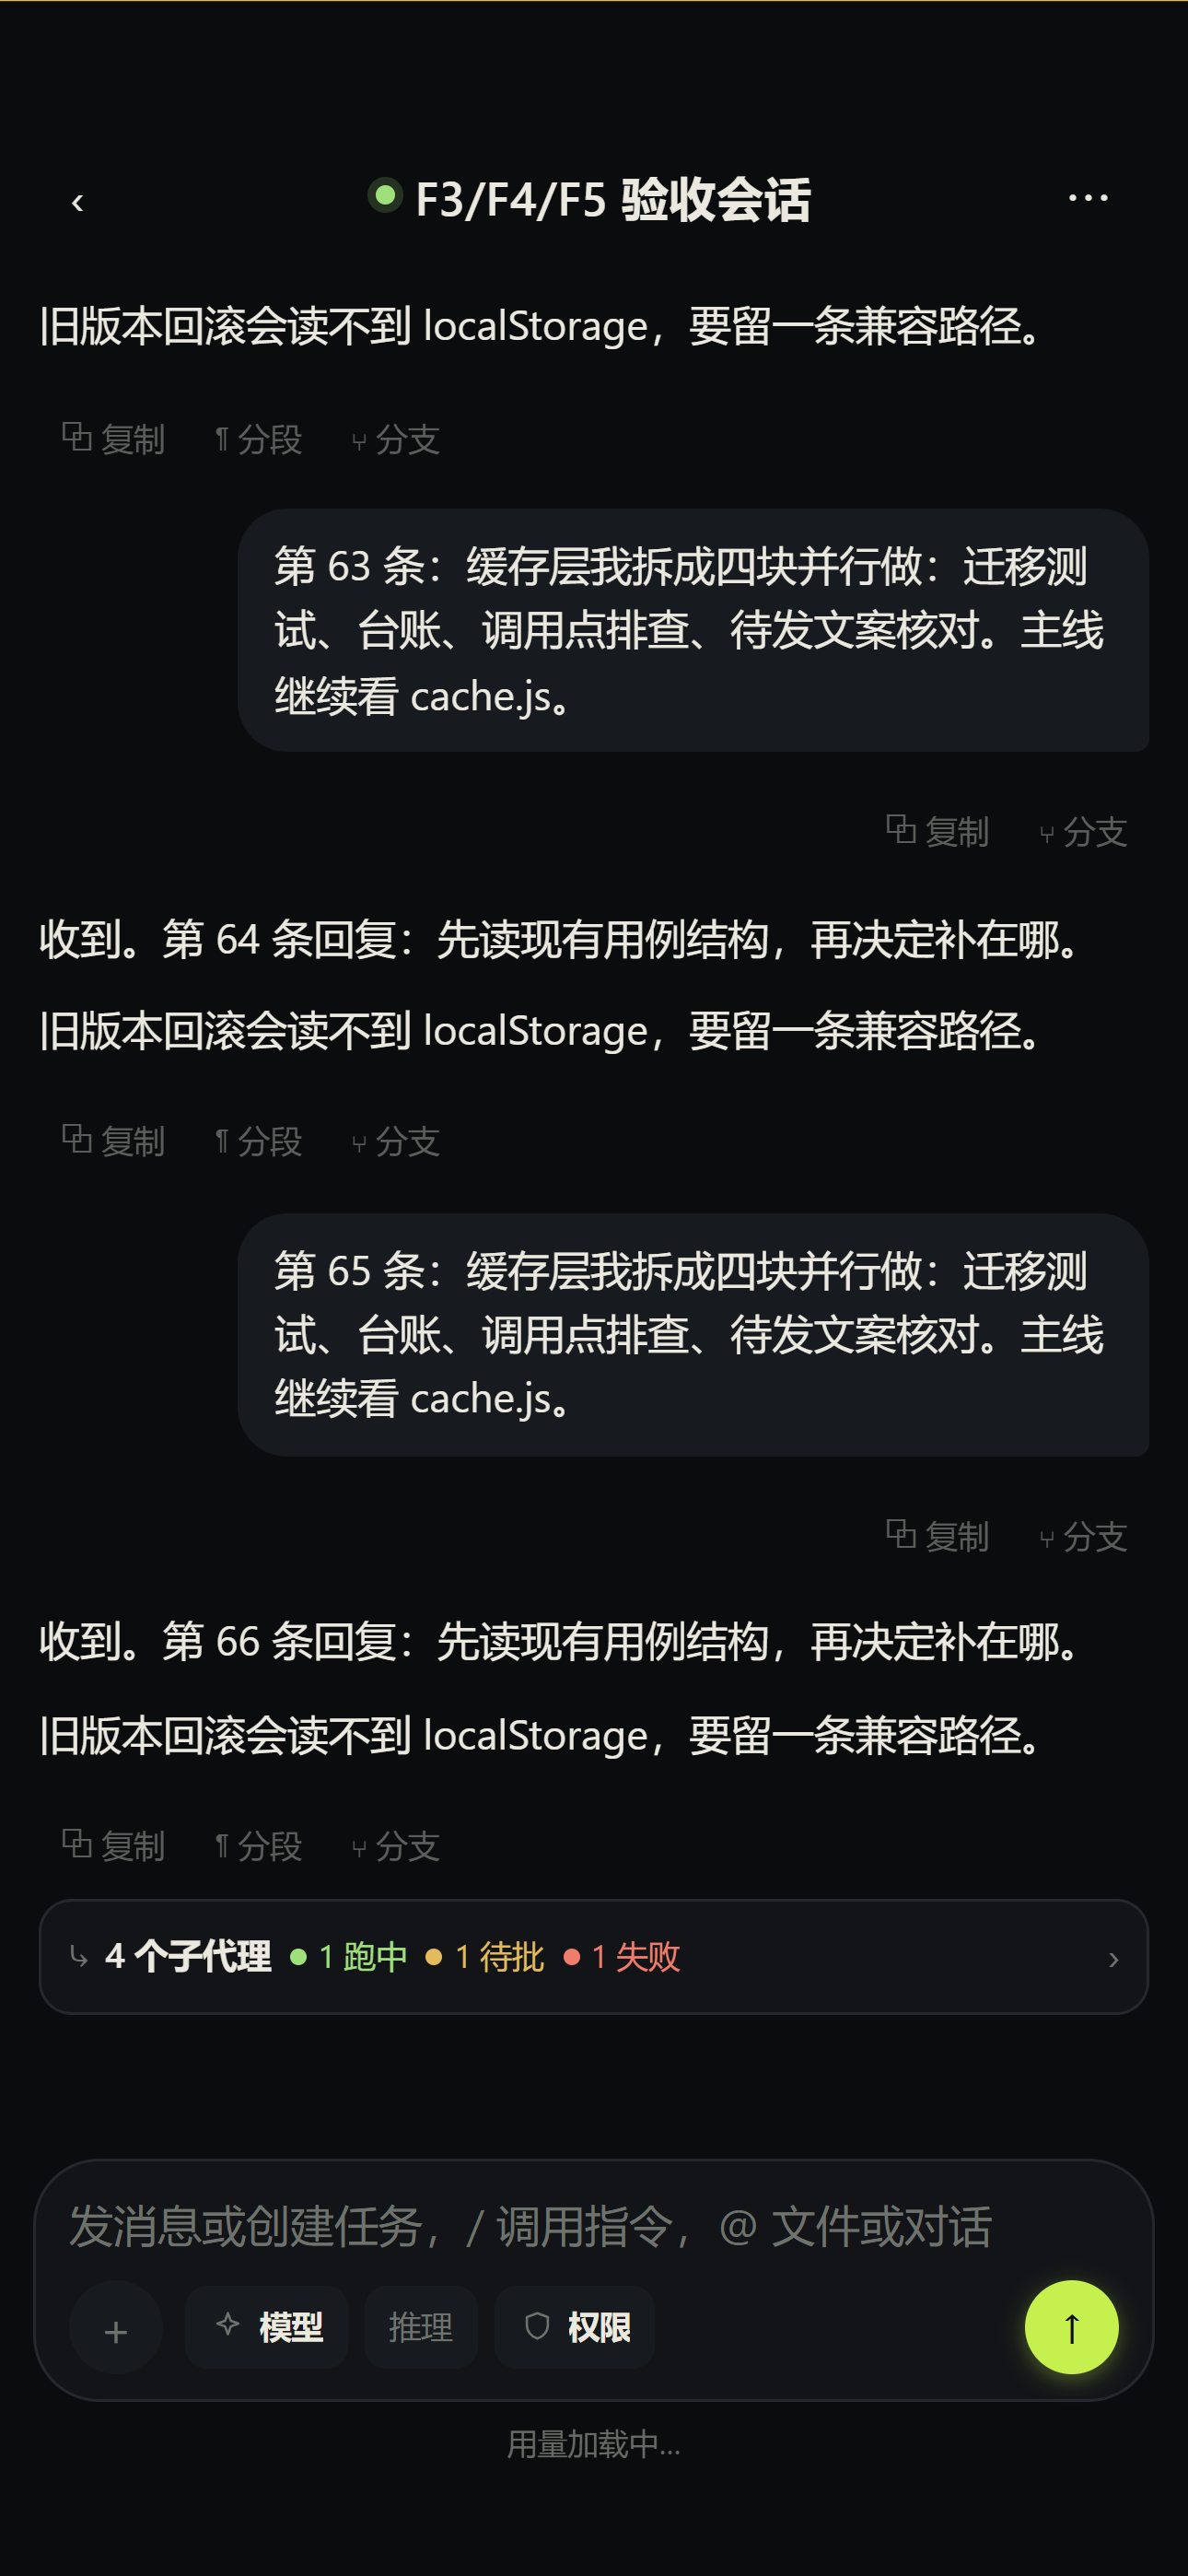 ‹ F3/F4/F5 验收会话 ···
旧版本回滚会读不到 localStorage，要留一条兼容路径。
复制 ¶ 分段 分支
第 63 条：缓存层我拆成四块并行做：迁移测
试、台账、调用点排查、待发文案核对。主线
继续看 cache.js。
复制 分支
收到。第 64 条回复：先读现有用例结构，再决定补在哪。
旧版本回滚会读不到 localStorage，要留一条兼容路径。
复制 ¶ 分段 分支
第 65 条：缓存层我拆成四块并行做：迁移测
试、台账、调用点排查、待发文案核对。主线
继续看 cache.js。
复制 分支
收到。第 66 条回复：先读现有用例结构，再决定补在哪。
旧版本回滚会读不到 localStorage，要留一条兼容路径。
复制 ¶ 分段 分支
4 个子代理 1 跑中 1 待批 1 失败 ›
发消息或创建任务，/ 调用指令，@ 文件或对话
+ 模型 推理 权限 ↑
用量加载中...